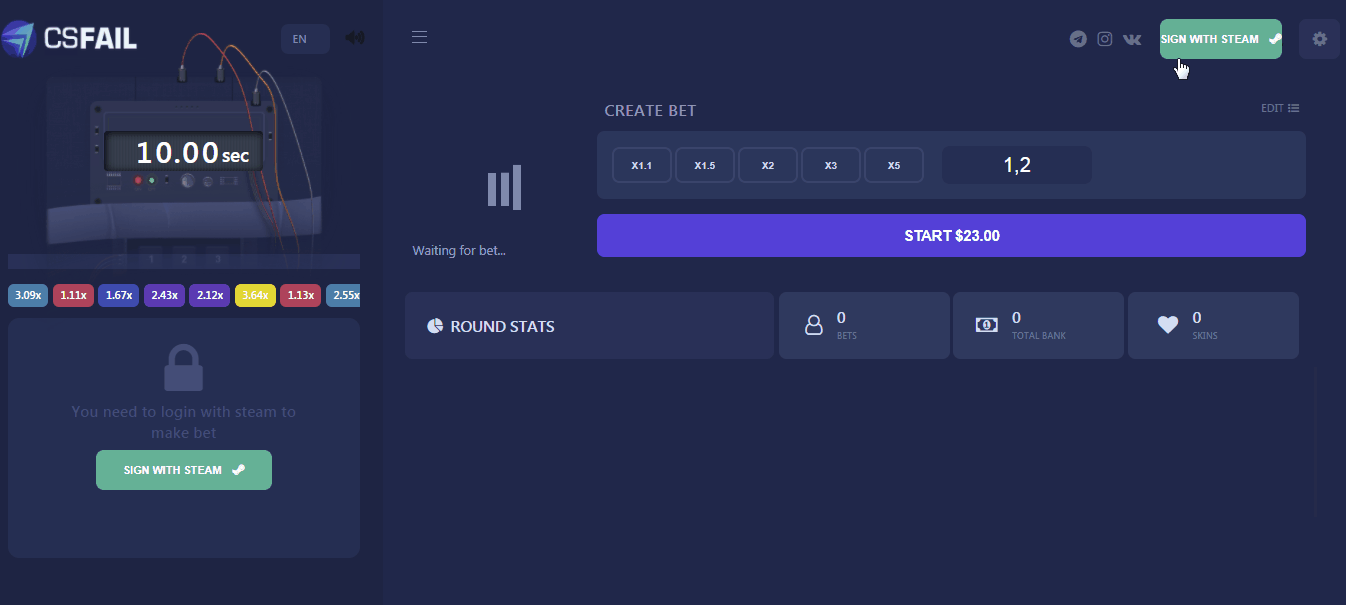 CSFAIL
EN
SIGN WITH STEAM
10.00 sec
1 2 3
3.09x 1.11x 1.67x 2.43x 2.12x 3.64x 1.13x 2.55x
You need to login with steam to
make bet
SIGN WITH STEAM
CREATE BET
EDIT
X1.1 X1.5 X2 X3 X5 1,2
START $23.00
Waiting for bet...
ROUND STATS
0
BETS
0
TOTAL BANK
0
SKINS